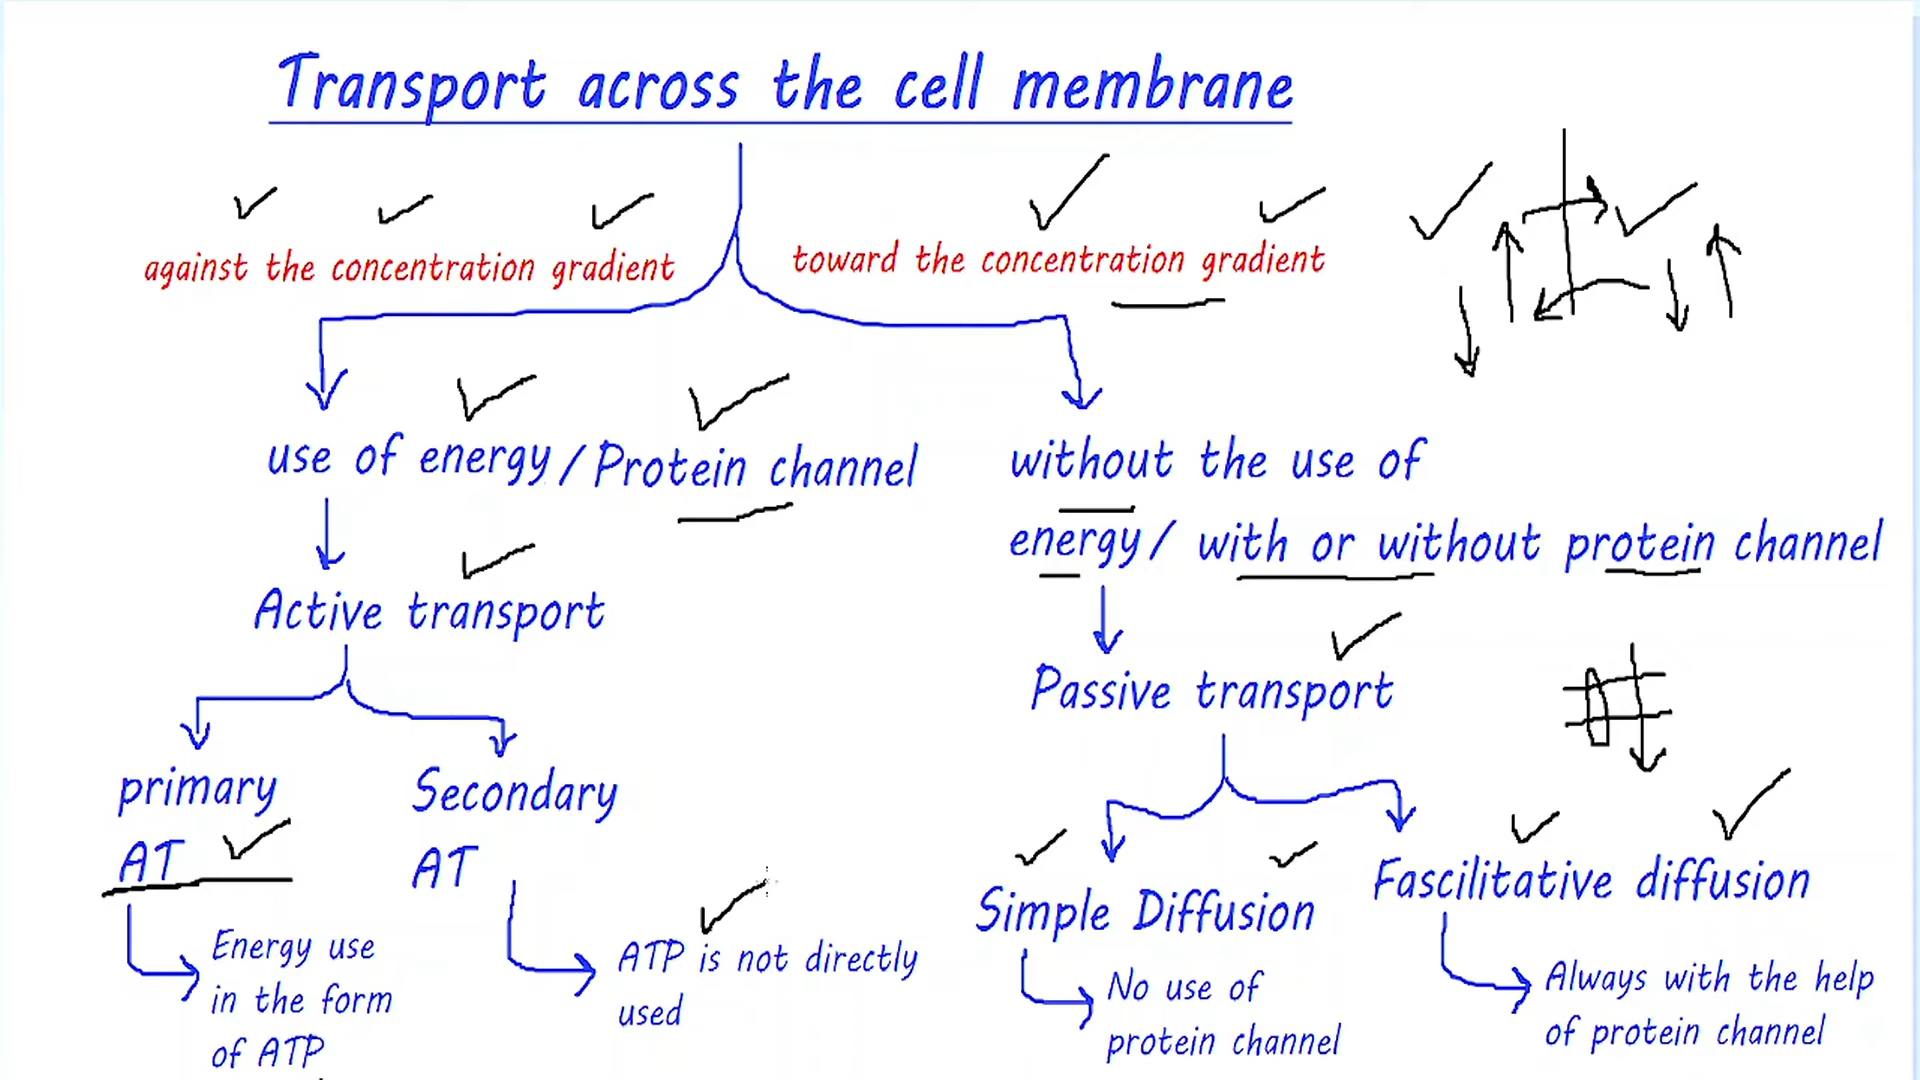 Transport across the cell membrane
against the concentration gradient
toward the concentration gradient
use of energy / Protein channel
without the use of
energy / with or without protein channel
Active transport
Passive transport
primary
AT
Secondary
AT
Simple Diffusion
Fascilitative diffusion
Energy use
in the form
of ATP
ATP is not directly
used
No use of
protein channel
Always with the help
of protein channel